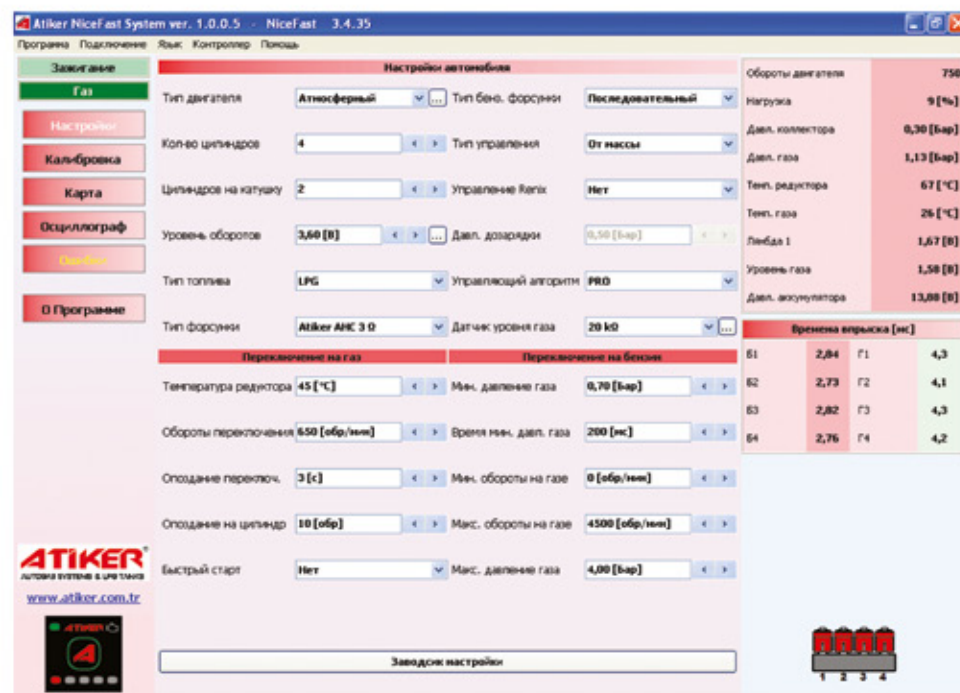 Atiker NiceFast System ver. 1.0.0.5 - NiceFast 3.4.35
Программа Подключение Язык Контроллер Помощь
Зажигание
Газ
Настройки
Калибровка
Карта
Осциллограф
Ошибки
О Программе
ATIKER
AUTOGAS SYSTEMS & LPG TANKS
www.atiker.com.tr
ATIKER
Настройки автомобиля
Тип двигателя Атмосферный ... Тип бенз. форсунки Последовательный
Кол-во цилиндров 4 Тип управления От массы
Цилиндров на катушку 2 Управление Renix Нет
Уровень оборотов 3,60 [В] ... Давл. дозарядки 0,50 [Бар]
Тип топлива LPG Управляющий алгоритм PRO
Тип форсунки Atiker AHC 3 Ω Датчик уровня газа 20 kΩ ...
Переключение на газ Переключение на бензин
Температура редуктора 45 [°C] Мин. давление газа 0,70 [Бар]
Обороты переключения 650 [обр/мин] Время мин. давл. газа 200 [мс]
Опоздание переключ. 3 [с] Мин. обороты на газе 0 [обр/мин]
Опоздание на цилиндр 10 [обр] Макс. обороты на газе 4500 [обр/мин]
Быстрый старт Нет Макс. давление газа 4,00 [Бар]
Заводсик настройки
Обороты двигателя 750
Нагрузка 9 [%]
Давл. коллектора 0,30 [Бар]
Давл. газа 1,13 [Бар]
Темп. редуктора 67 [°C]
Темп. газа 26 [°C]
Лямбда 1 1,67 [В]
Уровень газа 1,58 [В]
Давл. аккумулятора 13,08 [В]
Времена впрыска [мс]
Б1 2,84 Г1 4,3
Б2 2,73 Г2 4,1
Б3 2,82 Г3 4,3
Б4 2,76 Г4 4,2
1 2 3 4